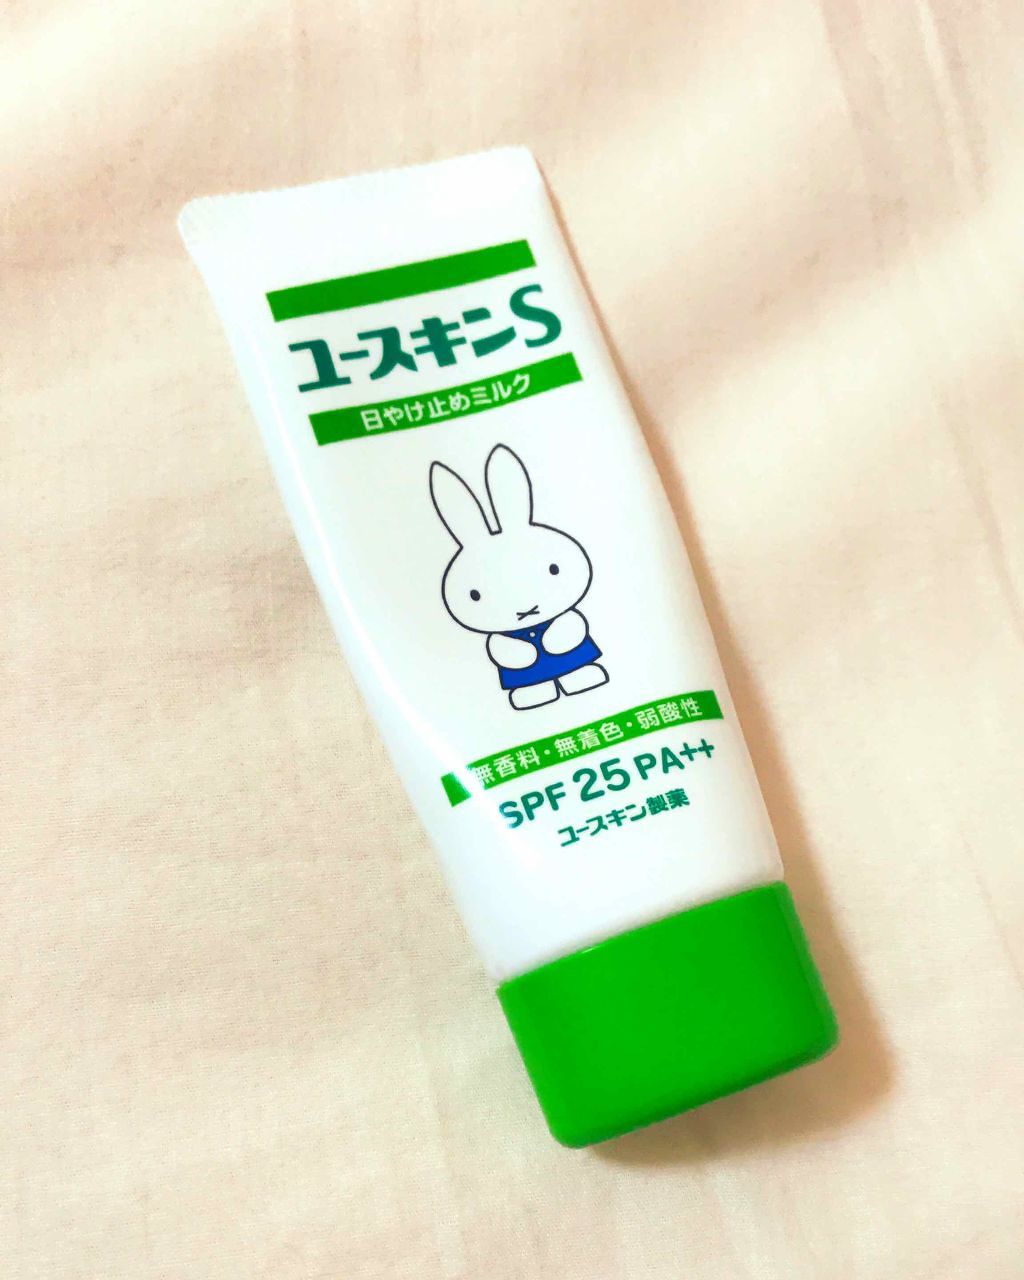 ユースキンS
日やけ止めミルク
無香料・無着色・弱酸性
SPF 25 PA++
ユースキン製薬